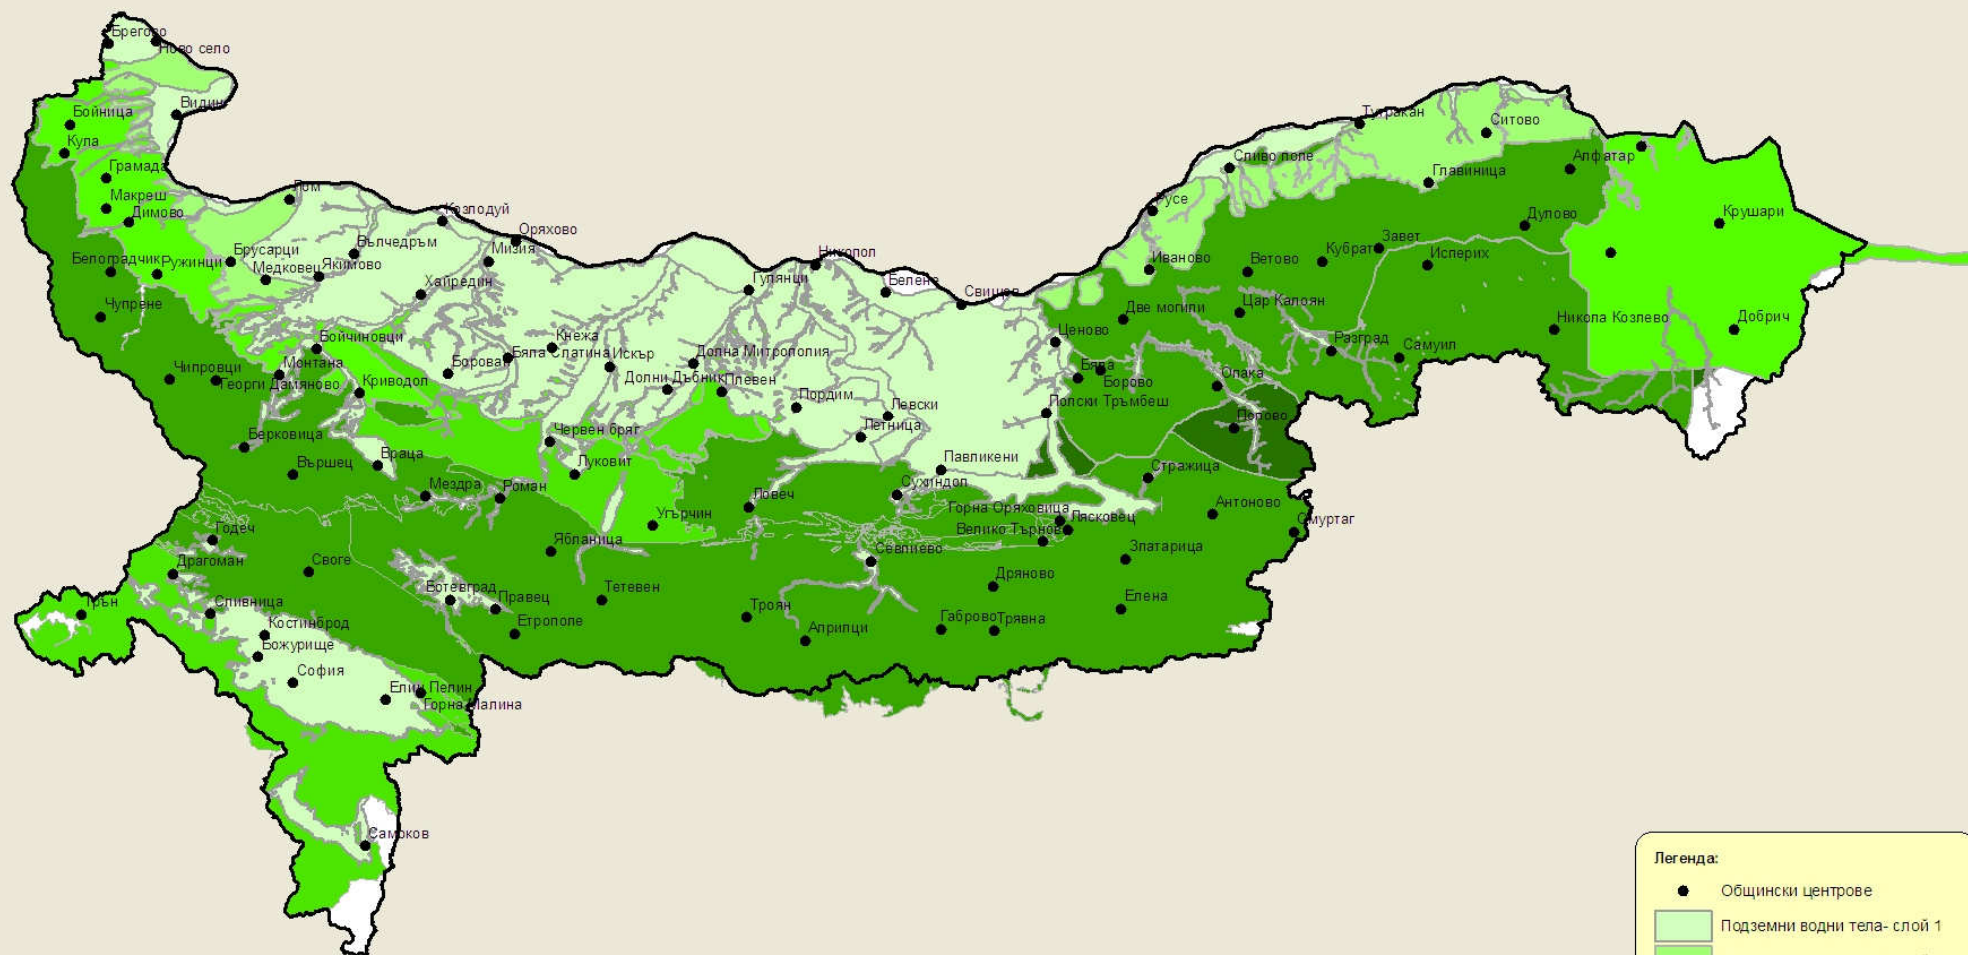 Брегово
Ново село
Видин
Бойница
Кула
Грамада
Макреш
Димово
Лом
Козлодуй
Оряхово
Мизия
Никопол
Белене
Свищов
Гулянци
Брусарци
Вълчедръм
Белоградчик
Ружинци
Медковец
Якимово
Хайредин
Чупрене
Бойчиновци
Кнежа
Борован
Бяла Слатина
Искър
Долна Митрополия
Чипровци
Георги Дамяново
Монтана
Криводол
Долни Дъбник
Плевен
Пордим
Левски
Летница
Берковица
Вършец
Враца
Червен бряг
Луковит
Мездра
Роман
Ловеч
Павликени
Сухиндол
Угърчин
Горна Оряховица
Лясковец
Велико Търново
Стражица
Антоново
Омуртаг
Златарица
Годеч
Драгоман
Своге
Ябланица
Севлиево
Дряново
Елена
Трън
Сливница
Костинброд
Божурище
София
Ботевград
Правец
Етрополе
Тетевен
Троян
Априлци
Габрово
Трявна
Елин Пелин
Горна Малина
Самоков
Тутракан
Ситово
Сливо поле
Главиница
Алфатар
Русе
Дулово
Крушари
Иваново
Ветово
Кубрат
Завет
Исперих
Две могили
Цар Калоян
Ценово
Разград
Самуил
Никола Козлево
Добрич
Бяла
Борово
Опака
Полски Тръмбеш
Попово
Легенда:
Общински центрове
Подземни водни тела- слой 1